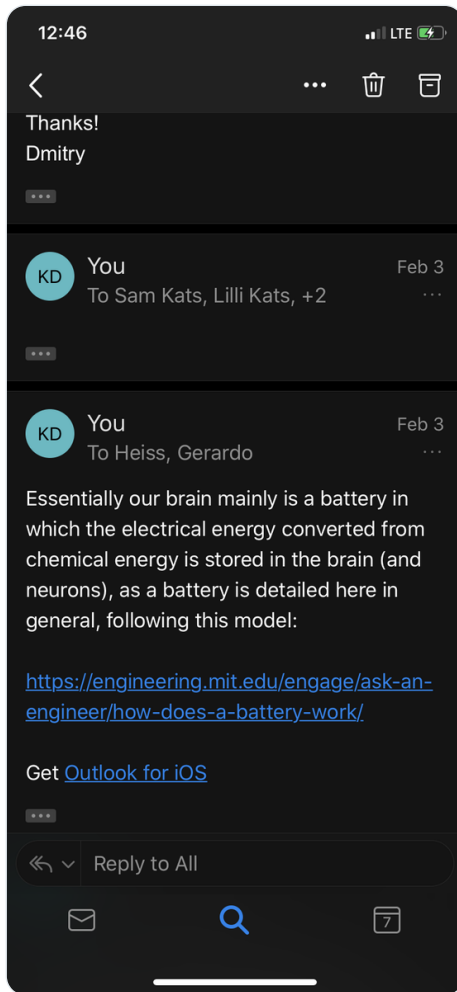 12:46
LTE
Thanks!
Dmitry
KD
You
Feb 3
To Sam Kats, Lilli Kats, +2
KD
You
Feb 3
To Heiss, Gerardo
Essentially our brain mainly is a battery in
which the electrical energy converted from
chemical energy is stored in the brain (and
neurons), as a battery is detailed here in
general, following this model:
https://engineering.mit.edu/engage/ask-an-
engineer/how-does-a-battery-work/
Get Outlook for iOS
Reply to All
7